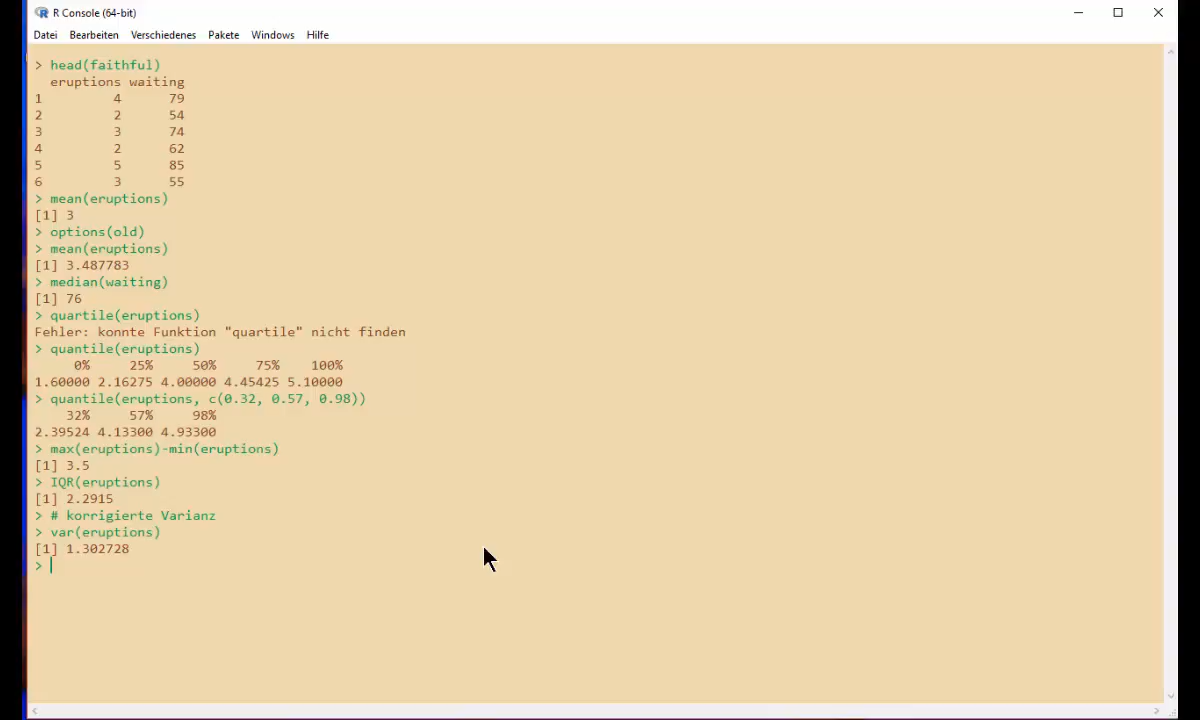 R Console (64-bit)
Datei Bearbeiten Verschiedenes Pakete Windows Hilfe
> head(faithful)
  eruptions waiting
1         4      79
2         2      54
3         3      74
4         2      62
5         5      85
6         3      55
> mean(eruptions)
[1] 3
> options(old)
> mean(eruptions)
[1] 3.487783
> median(waiting)
[1] 76
> quartile(eruptions)
Fehler: konnte Funktion "quartile" nicht finden
> quantile(eruptions)
     0%     25%     50%     75%    100%
1.60000 2.16275 4.00000 4.45425 5.10000
> quantile(eruptions, c(0.32, 0.57, 0.98))
    32%     57%     98%
2.39524 4.13300 4.93300
> max(eruptions)-min(eruptions)
[1] 3.5
> IQR(eruptions)
[1] 2.2915
> # korrigierte Varianz
> var(eruptions)
[1] 1.302728
>